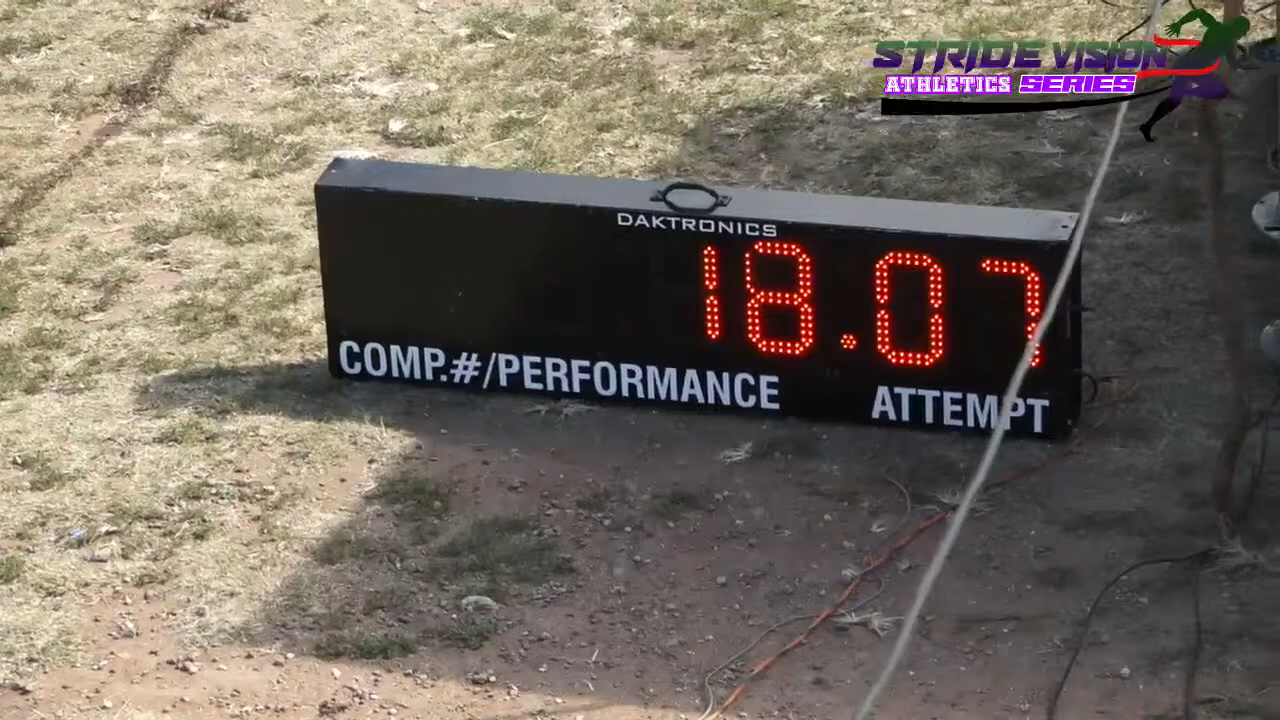 STRIDE VISION
ATHLETICS SERIES
DAKTRONICS
18.07
COMP.#/PERFORMANCE
ATTEMPT